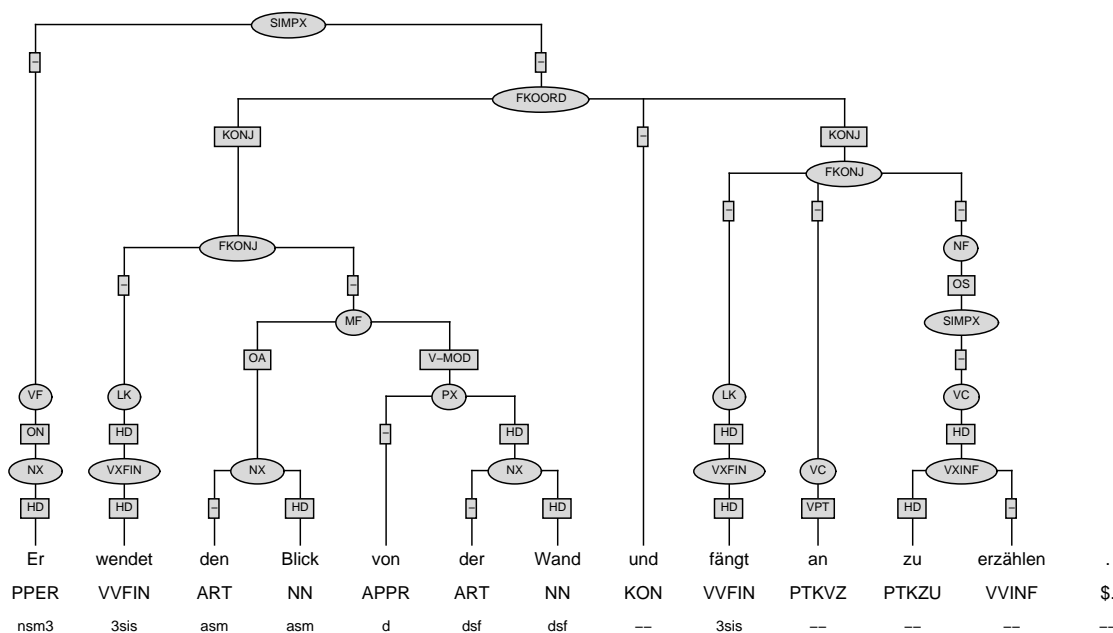 SIMPX
– –
FKOORD
KONJ – KONJ
FKONJ
– – –
FKONJ NF
– – OS
MF SIMPX
OA V–MOD –
VF LK PX LK VC
ON HD – HD HD HD
NX VXFIN NX NX VXFIN VC VXINF
HD HD – HD – HD HD VPT HD –
Er wendet den Blick von der Wand und fängt an zu erzählen .
PPER VVFIN ART NN APPR ART NN KON VVFIN PTKVZ PTKZU VVINF $.
nsm3 3sis asm asm d dsf dsf –– 3sis –– –– –– ––